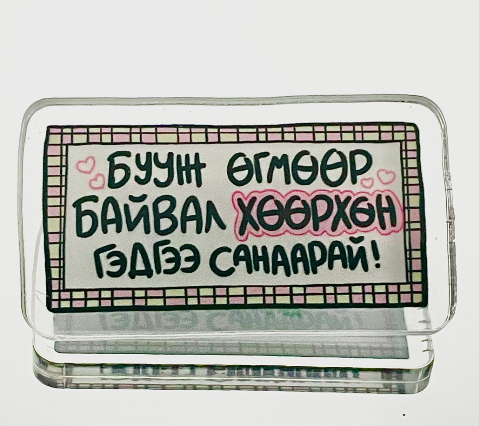 БУУЖ ӨГМӨӨР
БАЙВАЛ ХӨӨРХӨН
ГЭДГЭЭ САНААРАЙ!